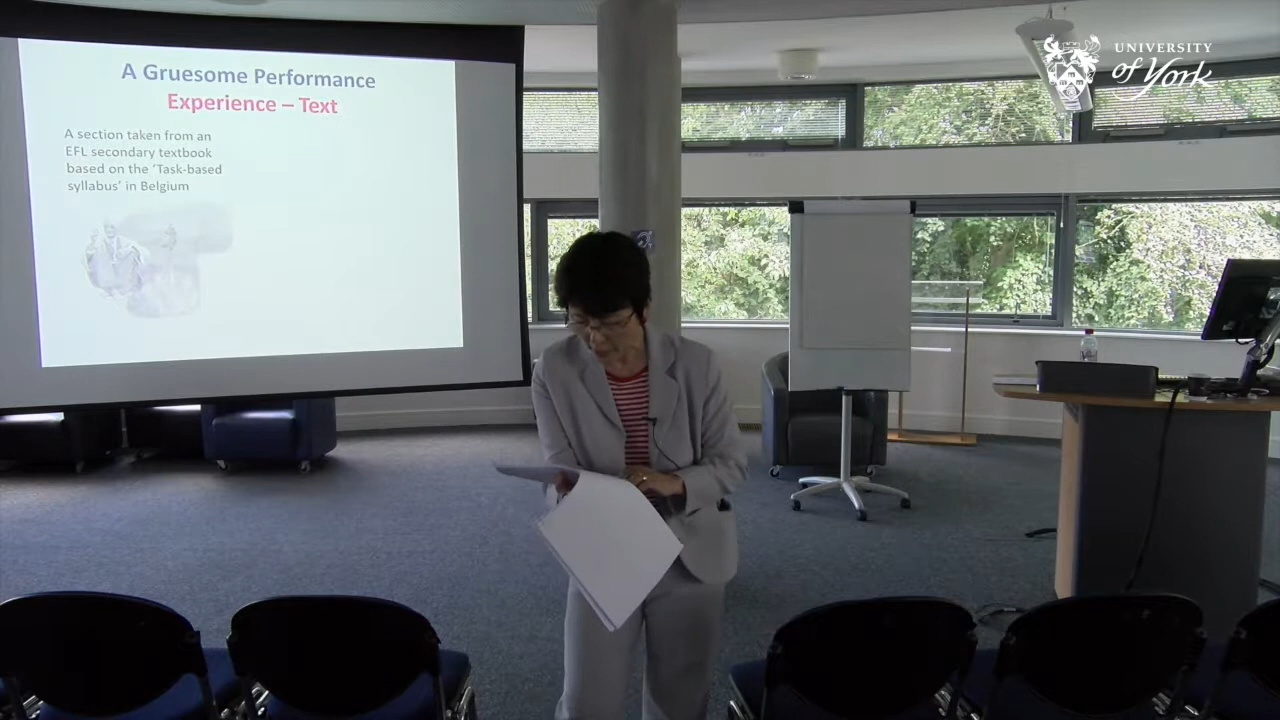 A Gruesome Performance
Experience – Text
A section taken from an
EFL secondary textbook
based on the 'Task-based
syllabus' in Belgium
UNIVERSITY
of York